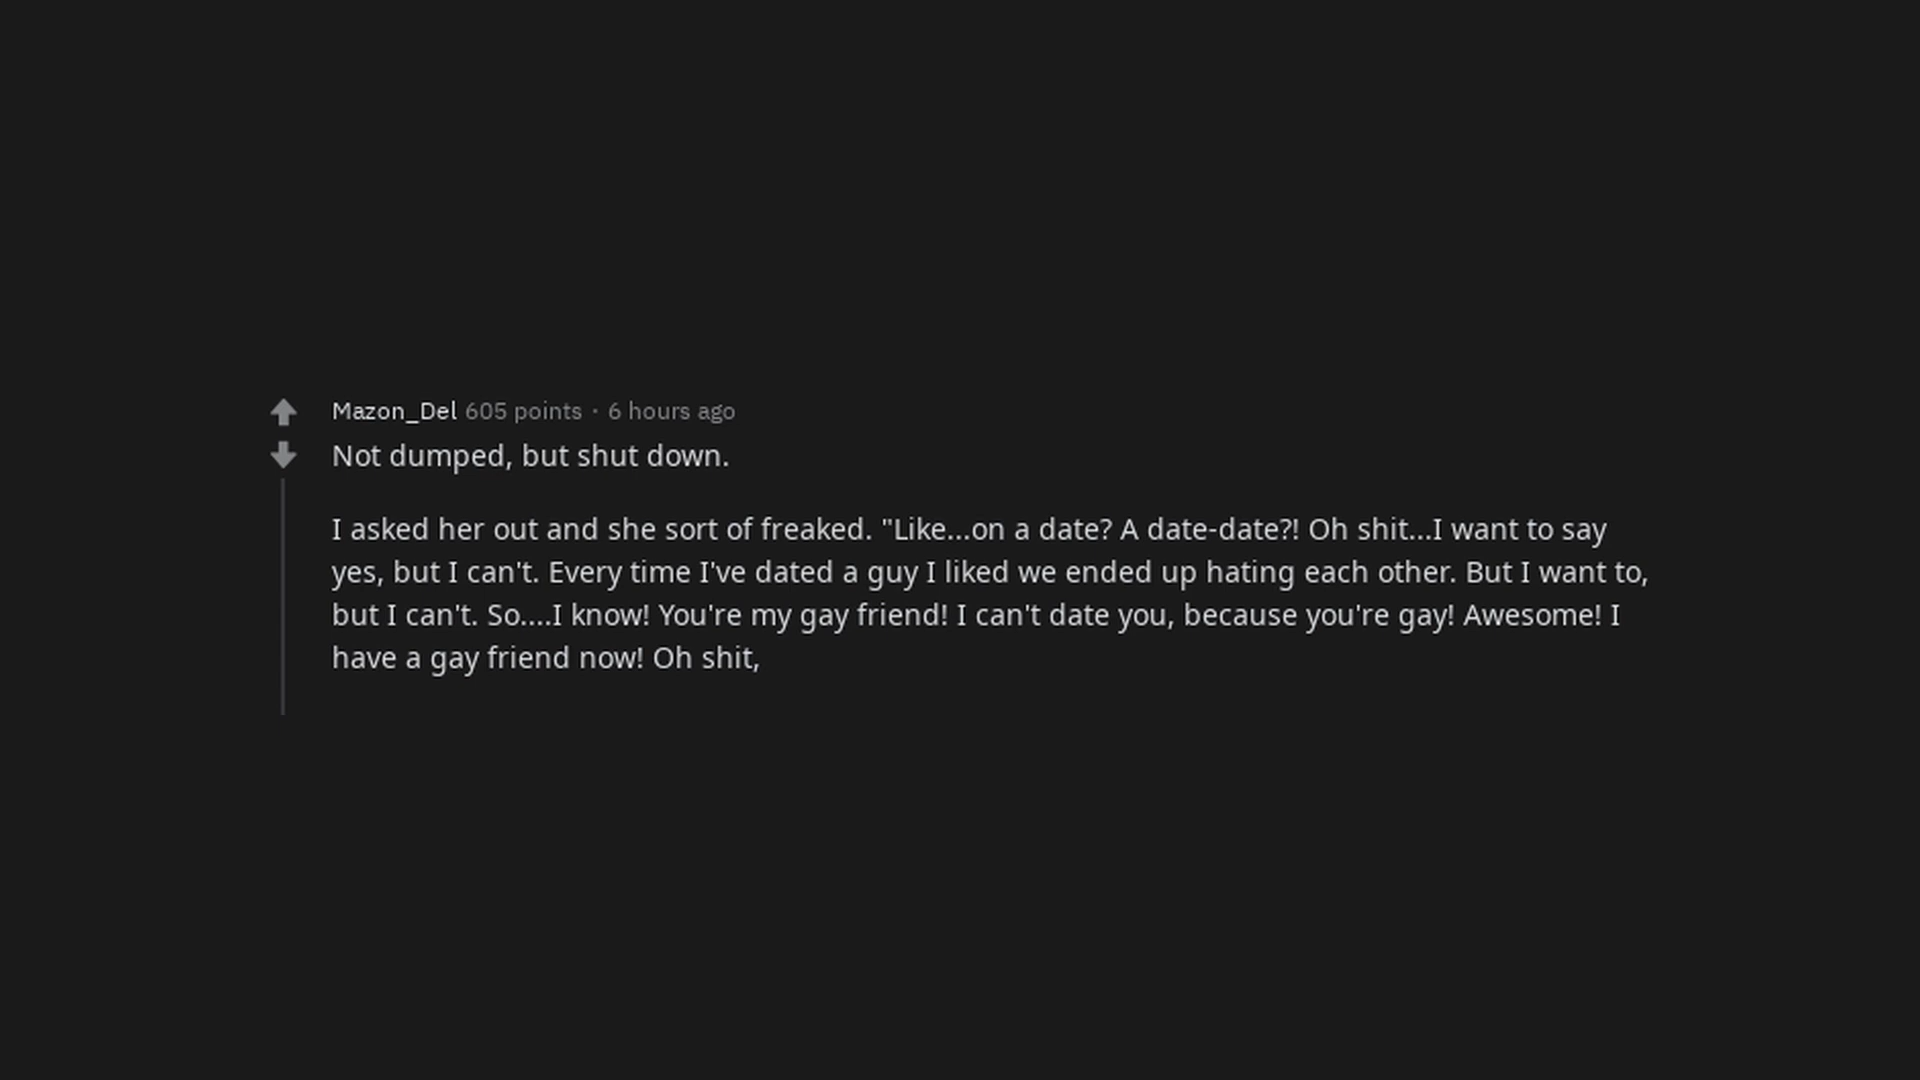 Mazon_Del 605 points · 6 hours ago
Not dumped, but shut down.
I asked her out and she sort of freaked. "Like...on a date? A date-date?! Oh shit...I want to say
yes, but I can't. Every time I've dated a guy I liked we ended up hating each other. But I want to,
but I can't. So....I know! You're my gay friend! I can't date you, because you're gay! Awesome! I
have a gay friend now! Oh shit,